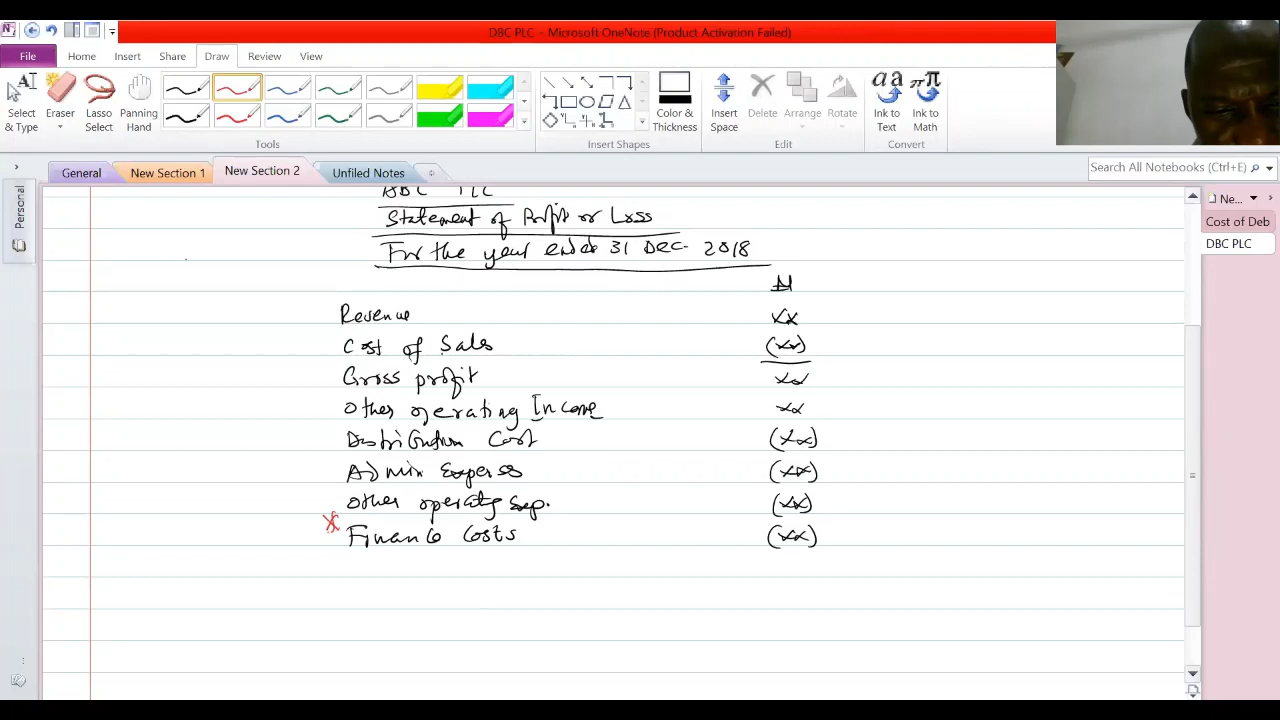 DBC PLC - Microsoft OneNote (Product Activation Failed)
File Home Insert Share Draw Review View
Select & Type
Eraser
Lasso Select
Panning Hand
Color & Thickness
Insert Space
Delete
Arrange
Rotate
Ink to Text
Ink to Math
Tools
Insert Shapes
Edit
Convert
General New Section 1 New Section 2 Unfiled Notes
Search All Notebooks (Ctrl+E)
Personal
Ne...
Cost of Deb
DBC PLC
PLC
Statement of Profit or Loss
For the year ended 31 Dec. 2018
₦
Revenue xx
Cost of Sales (xx)
Gross profit xx
Other operating Income xx
Distribution Cost (xx)
Admin Expenses (xx)
Other operating exp. (xx)
Finance Costs (xx)